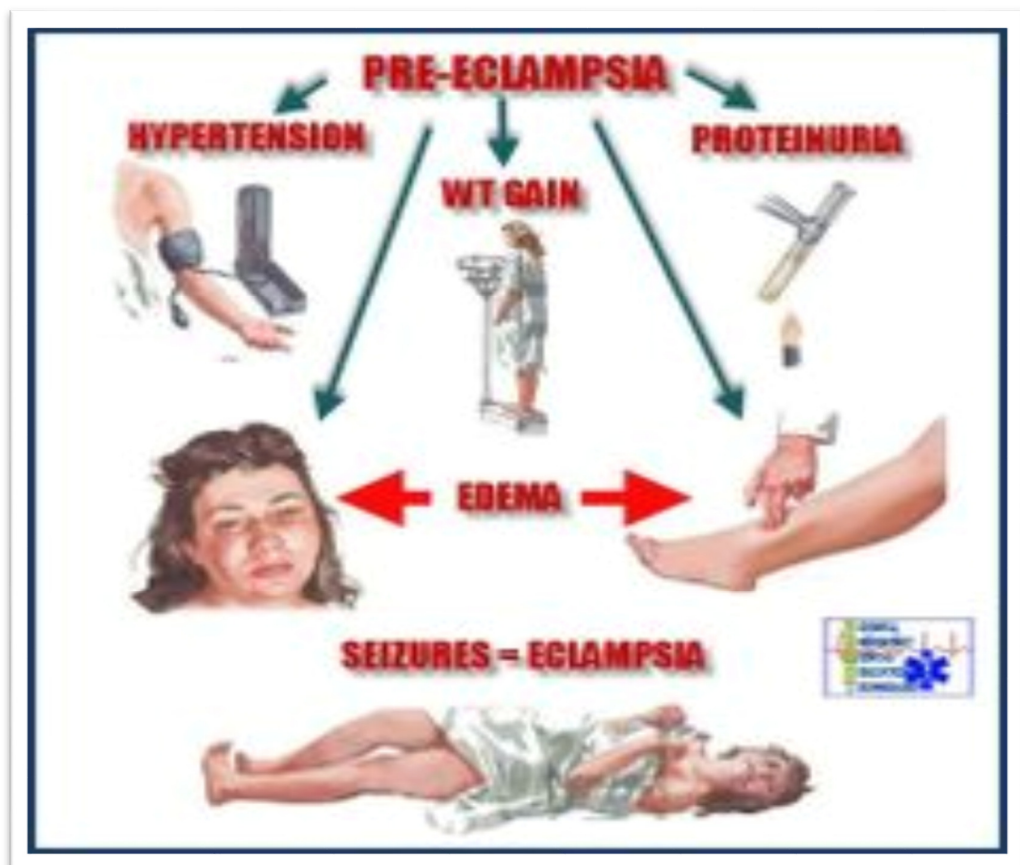 PRE-ECLAMPSIA
HYPERTENSION
PROTEINURIA
WT GAIN
EDEMA
SEIZURES = ECLAMPSIA